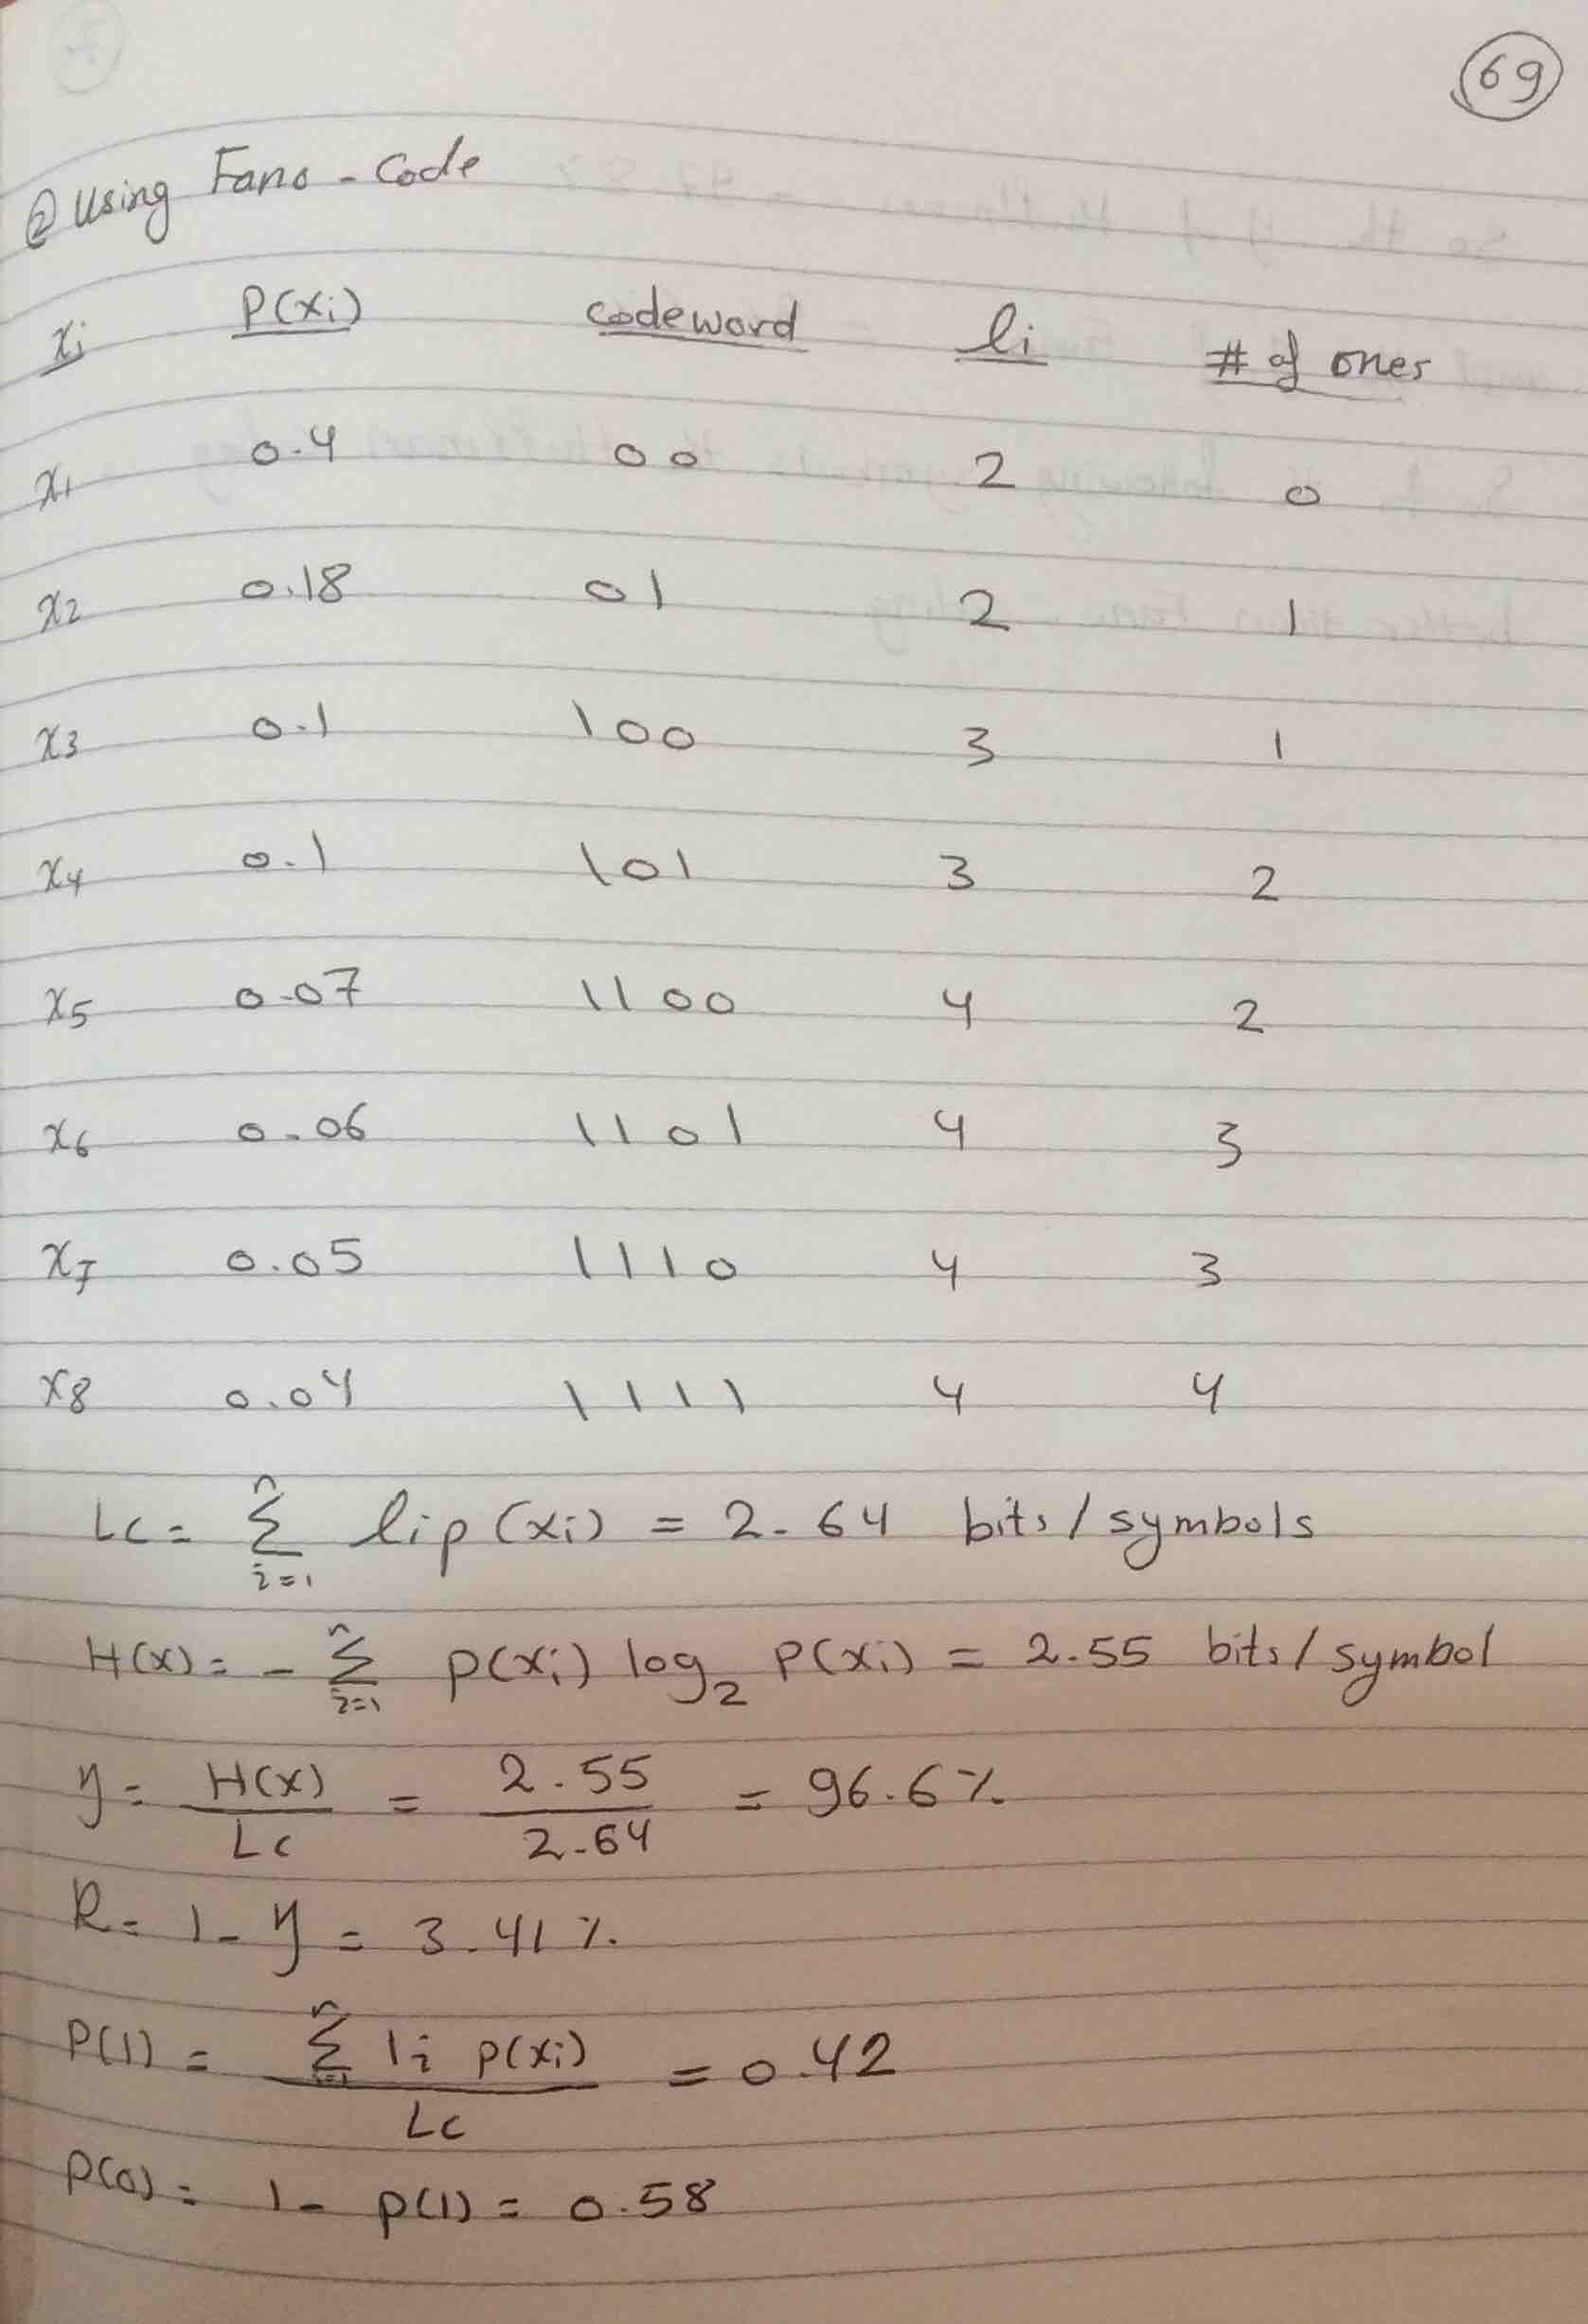 69
② Using Fano - Code
xi P(xi) codeword li # of ones
x1 0.4 00 2 0
x2 0.18 01 2 1
x3 0.1 100 3 1
x4 0.1 101 3 2
x5 0.07 1100 4 2
x6 0.06 1101 4 3
x7 0.05 1110 4 3
x8 0.04 1111 4 4
Lc = n Σ i=1 li p(xi) = 2.64 bits / symbols
H(x) = - n Σ i=1 p(xi) log2 P(xi) = 2.55 bits / symbol
η = H(x) / Lc = 2.55 / 2.64 = 96.6%
R = 1 - η = 3.41 %
P(1) = n Σ i=1 1i p(xi) / Lc = 0.42
P(0) = 1 - p(1) = 0.58